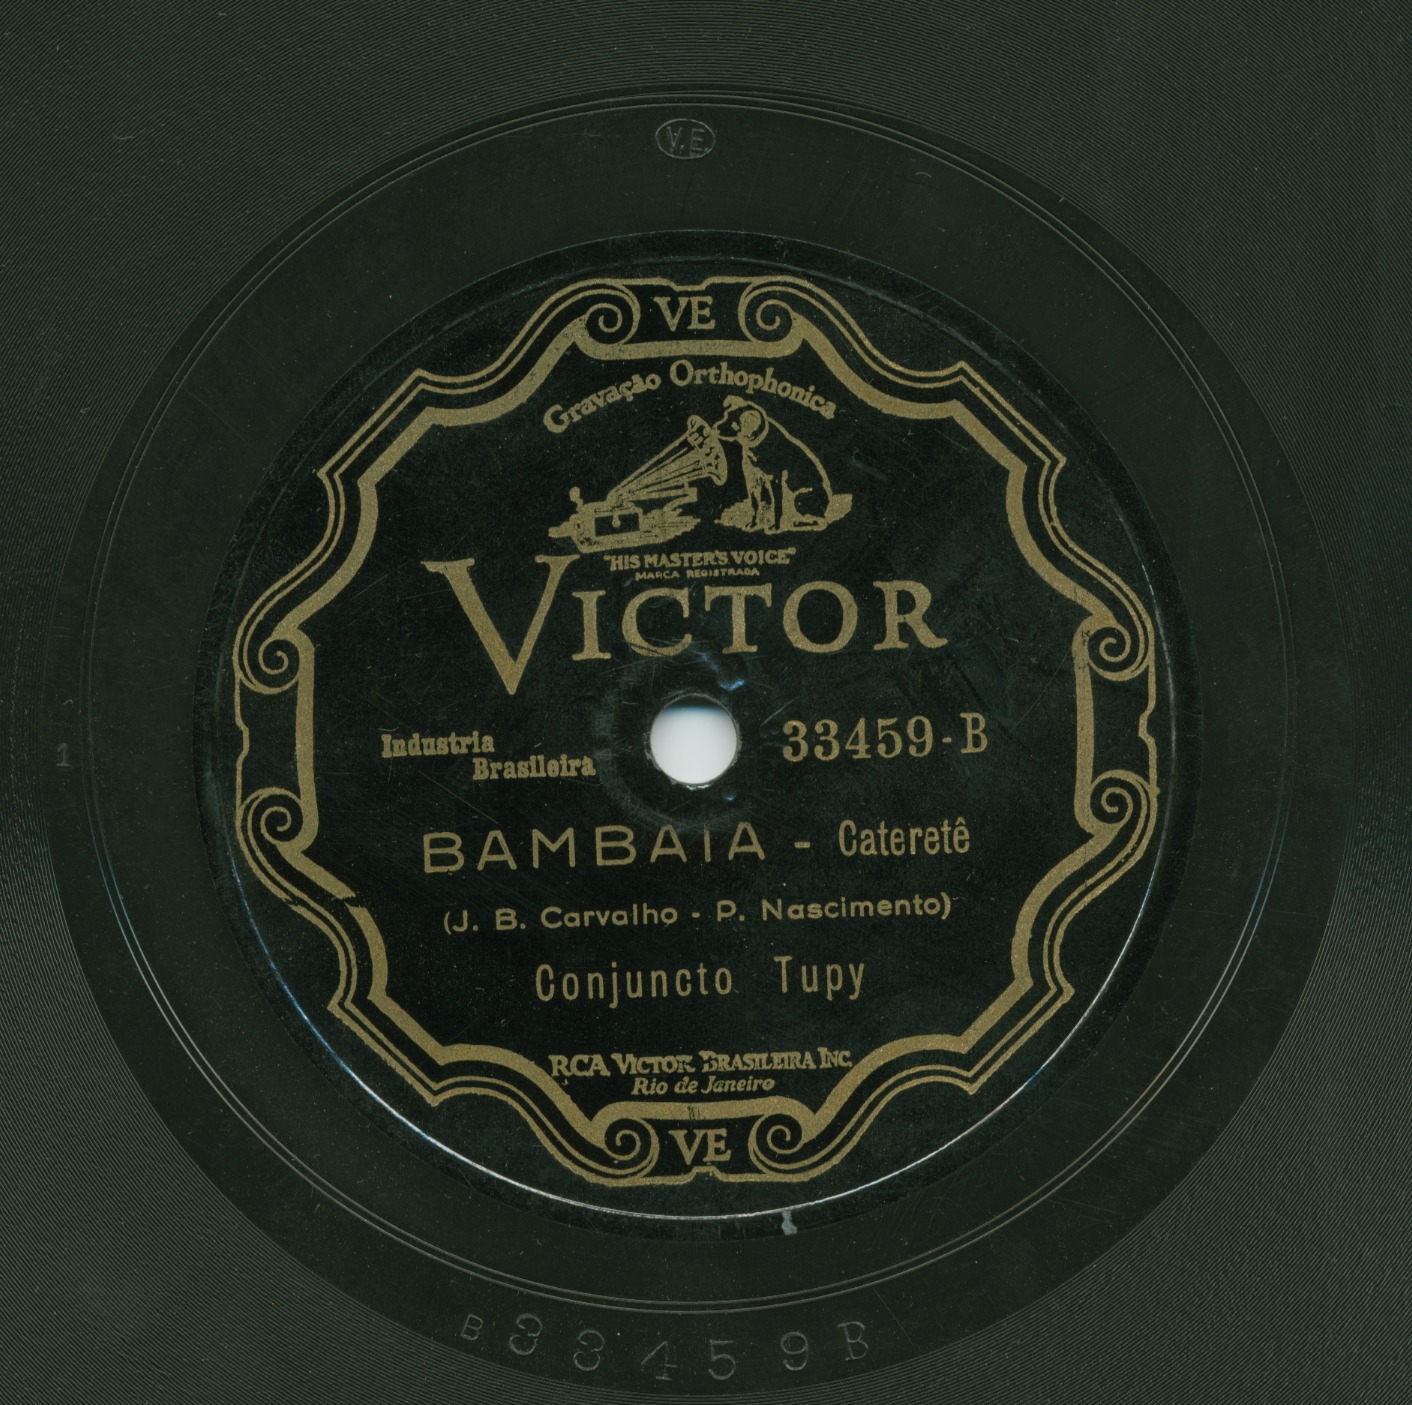 V.E.
VE
Gravação Orthophonica
"HIS MASTER'S VOICE"
MARCA REGISTRADA
VICTOR
Industria
Brasileira
33459-B
1
BAMBAIA - Cateretê
(J. B. Carvalho - P. Nascimento)
Conjuncto Tupy
RCA VICTOR BRASILEIRA INC.
Rio de Janeiro
VE
B 33459 B